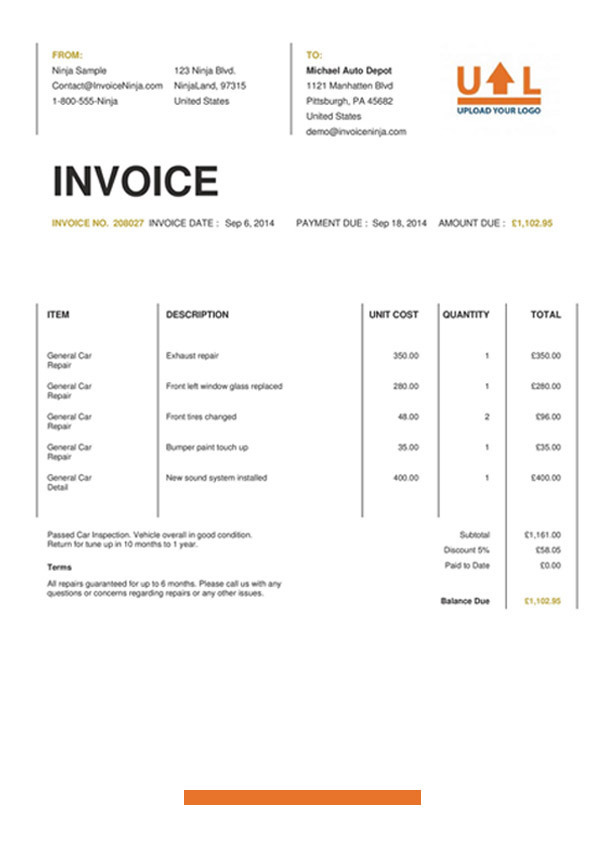 FROM:
Ninja Sample 123 Ninja Blvd.
Contact@InvoiceNinja.com NinjaLand, 97315
1-800-555-Ninja United States
TO:
Michael Auto Depot
1121 Manhatten Blvd
Pittsburgh, PA 45682
United States
demo@invoiceninja.com
U L
UPLOAD YOUR LOGO
INVOICE
INVOICE NO. 208027 INVOICE DATE : Sep 6, 2014 PAYMENT DUE : Sep 18, 2014 AMOUNT DUE : £1,102.95
ITEM DESCRIPTION UNIT COST QUANTITY TOTAL
General Car Exhaust repair 350.00 1 £350.00
Repair
General Car Front left window glass replaced 280.00 1 £280.00
Repair
General Car Front tires changed 48.00 2 £96.00
Repair
General Car Bumper paint touch up 35.00 1 £35.00
Repair
General Car New sound system installed 400.00 1 £400.00
Detail
Passed Car Inspection. Vehicle overall in good condition.
Return for tune up in 10 months to 1 year.
Terms
All repairs guaranteed for up to 6 months. Please call us with any
questions or concerns regarding repairs or any other issues.
Subtotal £1,161.00
Discount 5% £58.05
Paid to Date £0.00
Balance Due £1,102.95